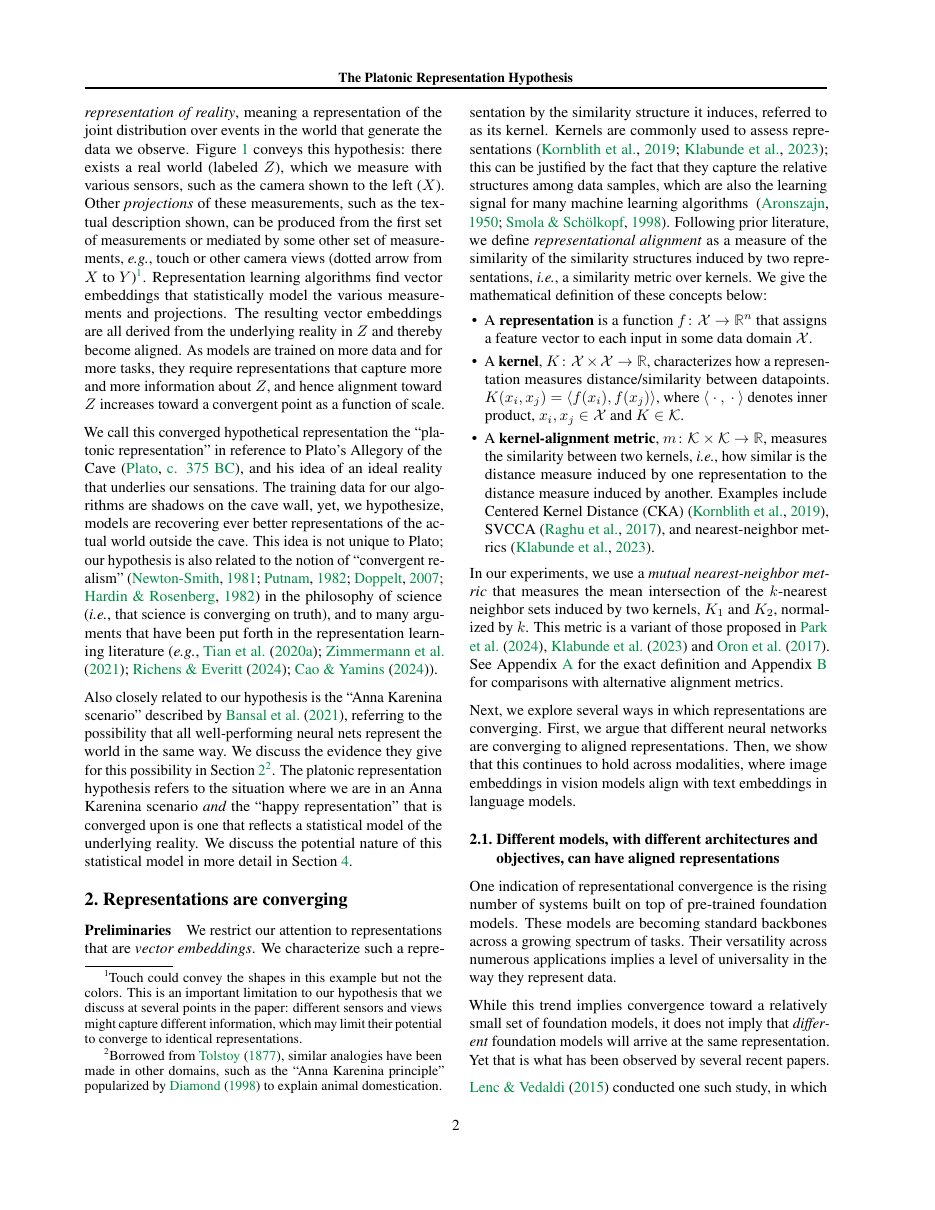 The Platonic Representation Hypothesis
representation of reality, meaning a representation of the
joint distribution over events in the world that generate the
data we observe. Figure 1 conveys this hypothesis: there
exists a real world (labeled Z), which we measure with
various sensors, such as the camera shown to the left (X).
Other projections of these measurements, such as the tex-
tual description shown, can be produced from the first set
of measurements or mediated by some other set of measure-
ments, e.g., touch or other camera views (dotted arrow from
X to Y)¹. Representation learning algorithms find vector
embeddings that statistically model the various measure-
ments and projections. The resulting vector embeddings
are all derived from the underlying reality in Z and thereby
become aligned. As models are trained on more data and for
more tasks, they require representations that capture more
and more information about Z, and hence alignment toward
Z increases toward a convergent point as a function of scale.
We call this converged hypothetical representation the “pla-
tonic representation” in reference to Plato’s Allegory of the
Cave (Plato, c. 375 BC), and his idea of an ideal reality
that underlies our sensations. The training data for our algo-
rithms are shadows on the cave wall, yet, we hypothesize,
models are recovering ever better representations of the ac-
tual world outside the cave. This idea is not unique to Plato;
our hypothesis is also related to the notion of “convergent re-
alism” (Newton-Smith, 1981; Putnam, 1982; Doppelt, 2007;
Hardin & Rosenberg, 1982) in the philosophy of science
(i.e., that science is converging on truth), and to many argu-
ments that have been put forth in the representation learn-
ing literature (e.g., Tian et al. (2020a); Zimmermann et al.
(2021); Richens & Everitt (2024); Cao & Yamins (2024)).
Also closely related to our hypothesis is the “Anna Karenina
scenario” described by Bansal et al. (2021), referring to the
possibility that all well-performing neural nets represent the
world in the same way. We discuss the evidence they give
for this possibility in Section 2². The platonic representation
hypothesis refers to the situation where we are in an Anna
Karenina scenario and the “happy representation” that is
converged upon is one that reflects a statistical model of the
underlying reality. We discuss the potential nature of this
statistical model in more detail in Section 4.
2. Representations are converging
Preliminaries We restrict our attention to representations
that are vector embeddings. We characterize such a repre-
¹Touch could convey the shapes in this example but not the
colors. This is an important limitation to our hypothesis that we
discuss at several points in the paper: different sensors and views
might capture different information, which may limit their potential
to converge to identical representations.
²Borrowed from Tolstoy (1877), similar analogies have been
made in other domains, such as the “Anna Karenina principle”
popularized by Diamond (1998) to explain animal domestication.
sentation by the similarity structure it induces, referred to
as its kernel. Kernels are commonly used to assess repre-
sentations (Kornblith et al., 2019; Klabunde et al., 2023);
this can be justified by the fact that they capture the relative
structures among data samples, which are also the learning
signal for many machine learning algorithms (Aronszajn,
1950; Smola & Schölkopf, 1998). Following prior literature,
we define representational alignment as a measure of the
similarity of the similarity structures induced by two repre-
sentations, i.e., a similarity metric over kernels. We give the
mathematical definition of these concepts below:
• A representation is a function f : 𝒳 → ℝⁿ that assigns
a feature vector to each input in some data domain 𝒳.
• A kernel, K : 𝒳 × 𝒳 → ℝ, characterizes how a represen-
tation measures distance/similarity between datapoints.
K(xᵢ, xⱼ) = ⟨f(xᵢ), f(xⱼ)⟩, where ⟨ · , · ⟩ denotes inner
product, xᵢ, xⱼ ∈ 𝒳 and K ∈ 𝒦.
• A kernel-alignment metric, m : 𝒦 × 𝒦 → ℝ, measures
the similarity between two kernels, i.e., how similar is the
distance measure induced by one representation to the
distance measure induced by another. Examples include
Centered Kernel Distance (CKA) (Kornblith et al., 2019),
SVCCA (Raghu et al., 2017), and nearest-neighbor met-
rics (Klabunde et al., 2023).
In our experiments, we use a mutual nearest-neighbor met-
ric that measures the mean intersection of the k-nearest
neighbor sets induced by two kernels, K₁ and K₂, normal-
ized by k. This metric is a variant of those proposed in Park
et al. (2024), Klabunde et al. (2023) and Oron et al. (2017).
See Appendix A for the exact definition and Appendix B
for comparisons with alternative alignment metrics.
Next, we explore several ways in which representations are
converging. First, we argue that different neural networks
are converging to aligned representations. Then, we show
that this continues to hold across modalities, where image
embeddings in vision models align with text embeddings in
language models.
2.1. Different models, with different architectures and
objectives, can have aligned representations
One indication of representational convergence is the rising
number of systems built on top of pre-trained foundation
models. These models are becoming standard backbones
across a growing spectrum of tasks. Their versatility across
numerous applications implies a level of universality in the
way they represent data.
While this trend implies convergence toward a relatively
small set of foundation models, it does not imply that differ-
ent foundation models will arrive at the same representation.
Yet that is what has been observed by several recent papers.
Lenc & Vedaldi (2015) conducted one such study, in which
2